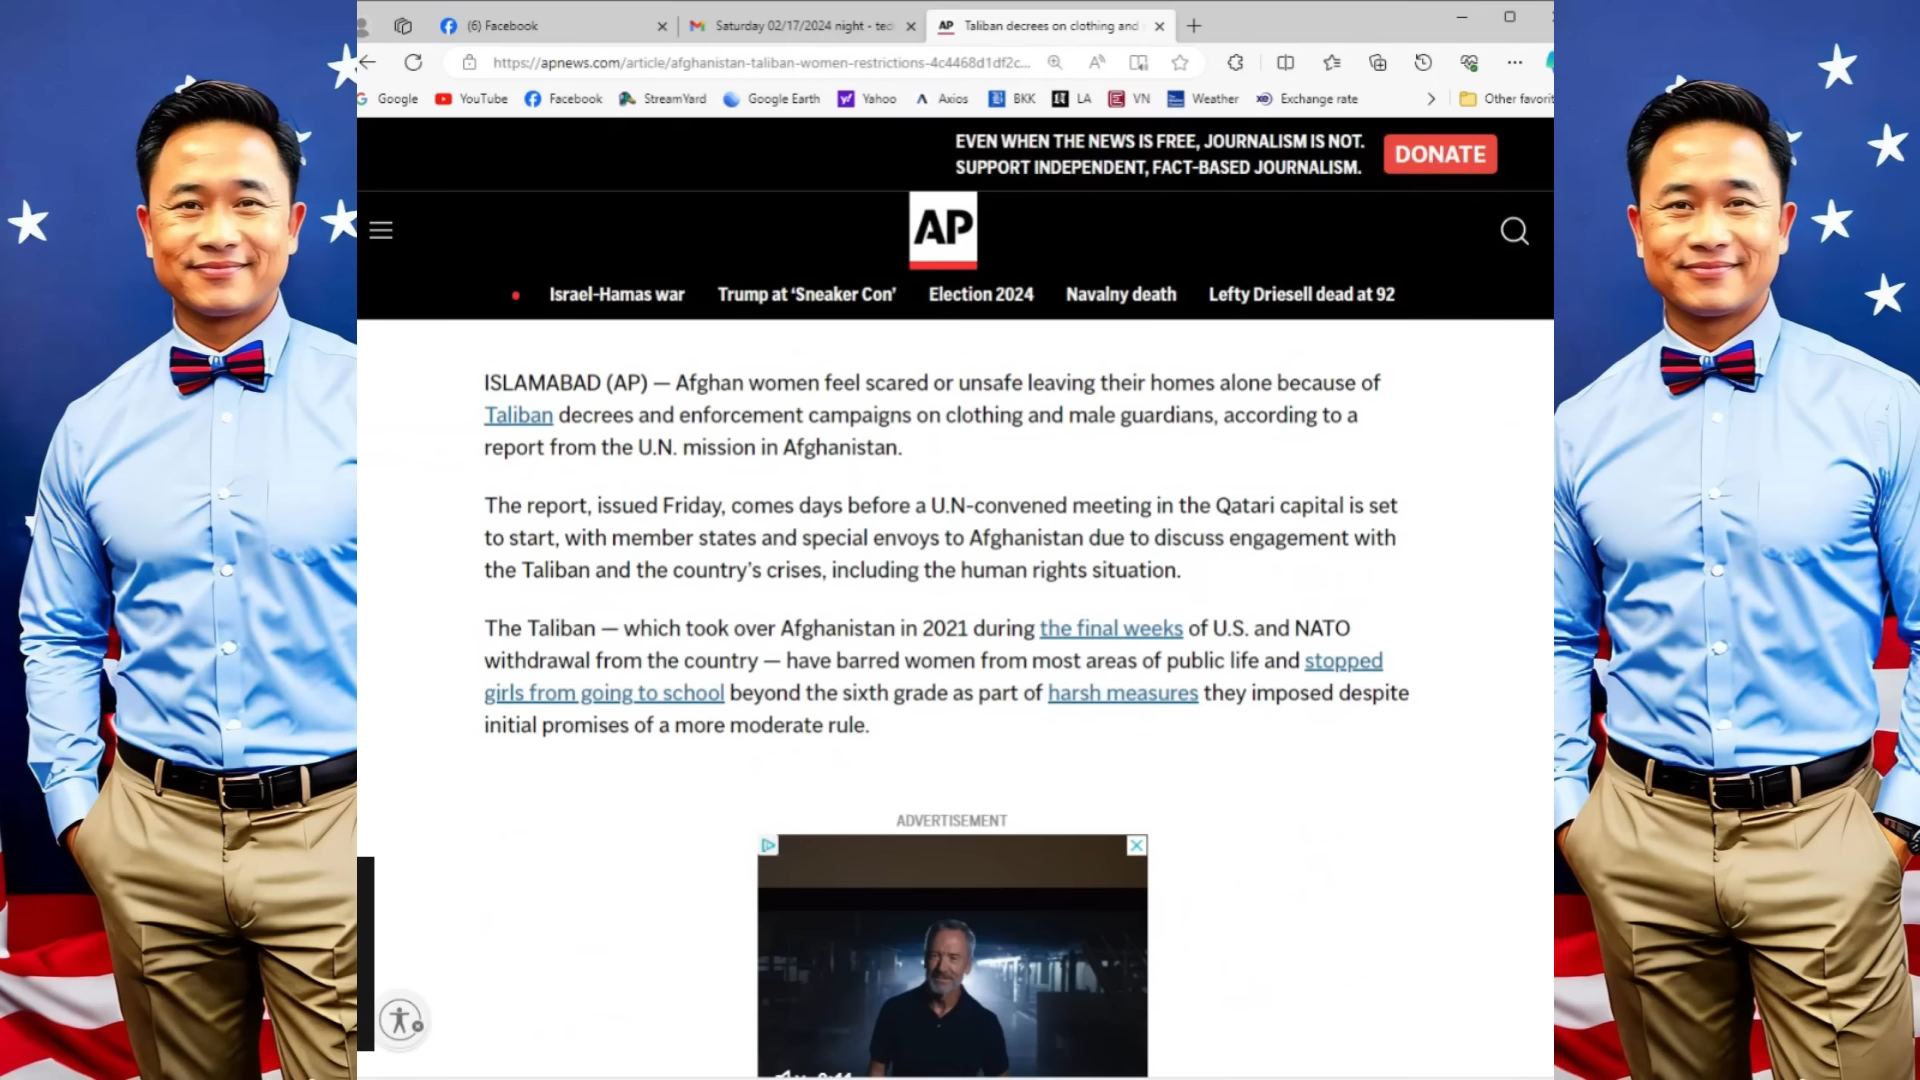 (6) Facebook
Saturday 02/17/2024 night - ted
AP Taliban decrees on clothing and
https://apnews.com/article/afghanistan-taliban-women-restrictions-4c4468d1df2c...
Google YouTube Facebook StreamYard Google Earth Yahoo Axios BKK LA VN Weather Exchange rate Other favorit
EVEN WHEN THE NEWS IS FREE, JOURNALISM IS NOT.
SUPPORT INDEPENDENT, FACT-BASED JOURNALISM.
DONATE
AP
Israel-Hamas war Trump at ‘Sneaker Con’ Election 2024 Navalny death Lefty Driesell dead at 92
ISLAMABAD (AP) — Afghan women feel scared or unsafe leaving their homes alone because of
Taliban decrees and enforcement campaigns on clothing and male guardians, according to a
report from the U.N. mission in Afghanistan.
The report, issued Friday, comes days before a U.N-convened meeting in the Qatari capital is set
to start, with member states and special envoys to Afghanistan due to discuss engagement with
the Taliban and the country’s crises, including the human rights situation.
The Taliban — which took over Afghanistan in 2021 during the final weeks of U.S. and NATO
withdrawal from the country — have barred women from most areas of public life and stopped
girls from going to school beyond the sixth grade as part of harsh measures they imposed despite
initial promises of a more moderate rule.
ADVERTISEMENT